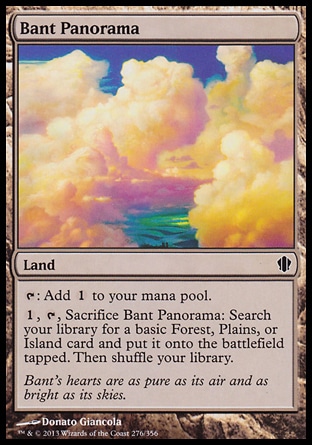 Bant Panorama
Land
: Add 1 to your mana pool.
1, , Sacrifice Bant Panorama: Search
your library for a basic Forest, Plains, or
Island card and put it onto the battlefield
tapped. Then shuffle your library.
Bant's hearts are as pure as its air and as
bright as its skies.
Donato Giancola
™ & © 2013 Wizards of the Coast 276/356